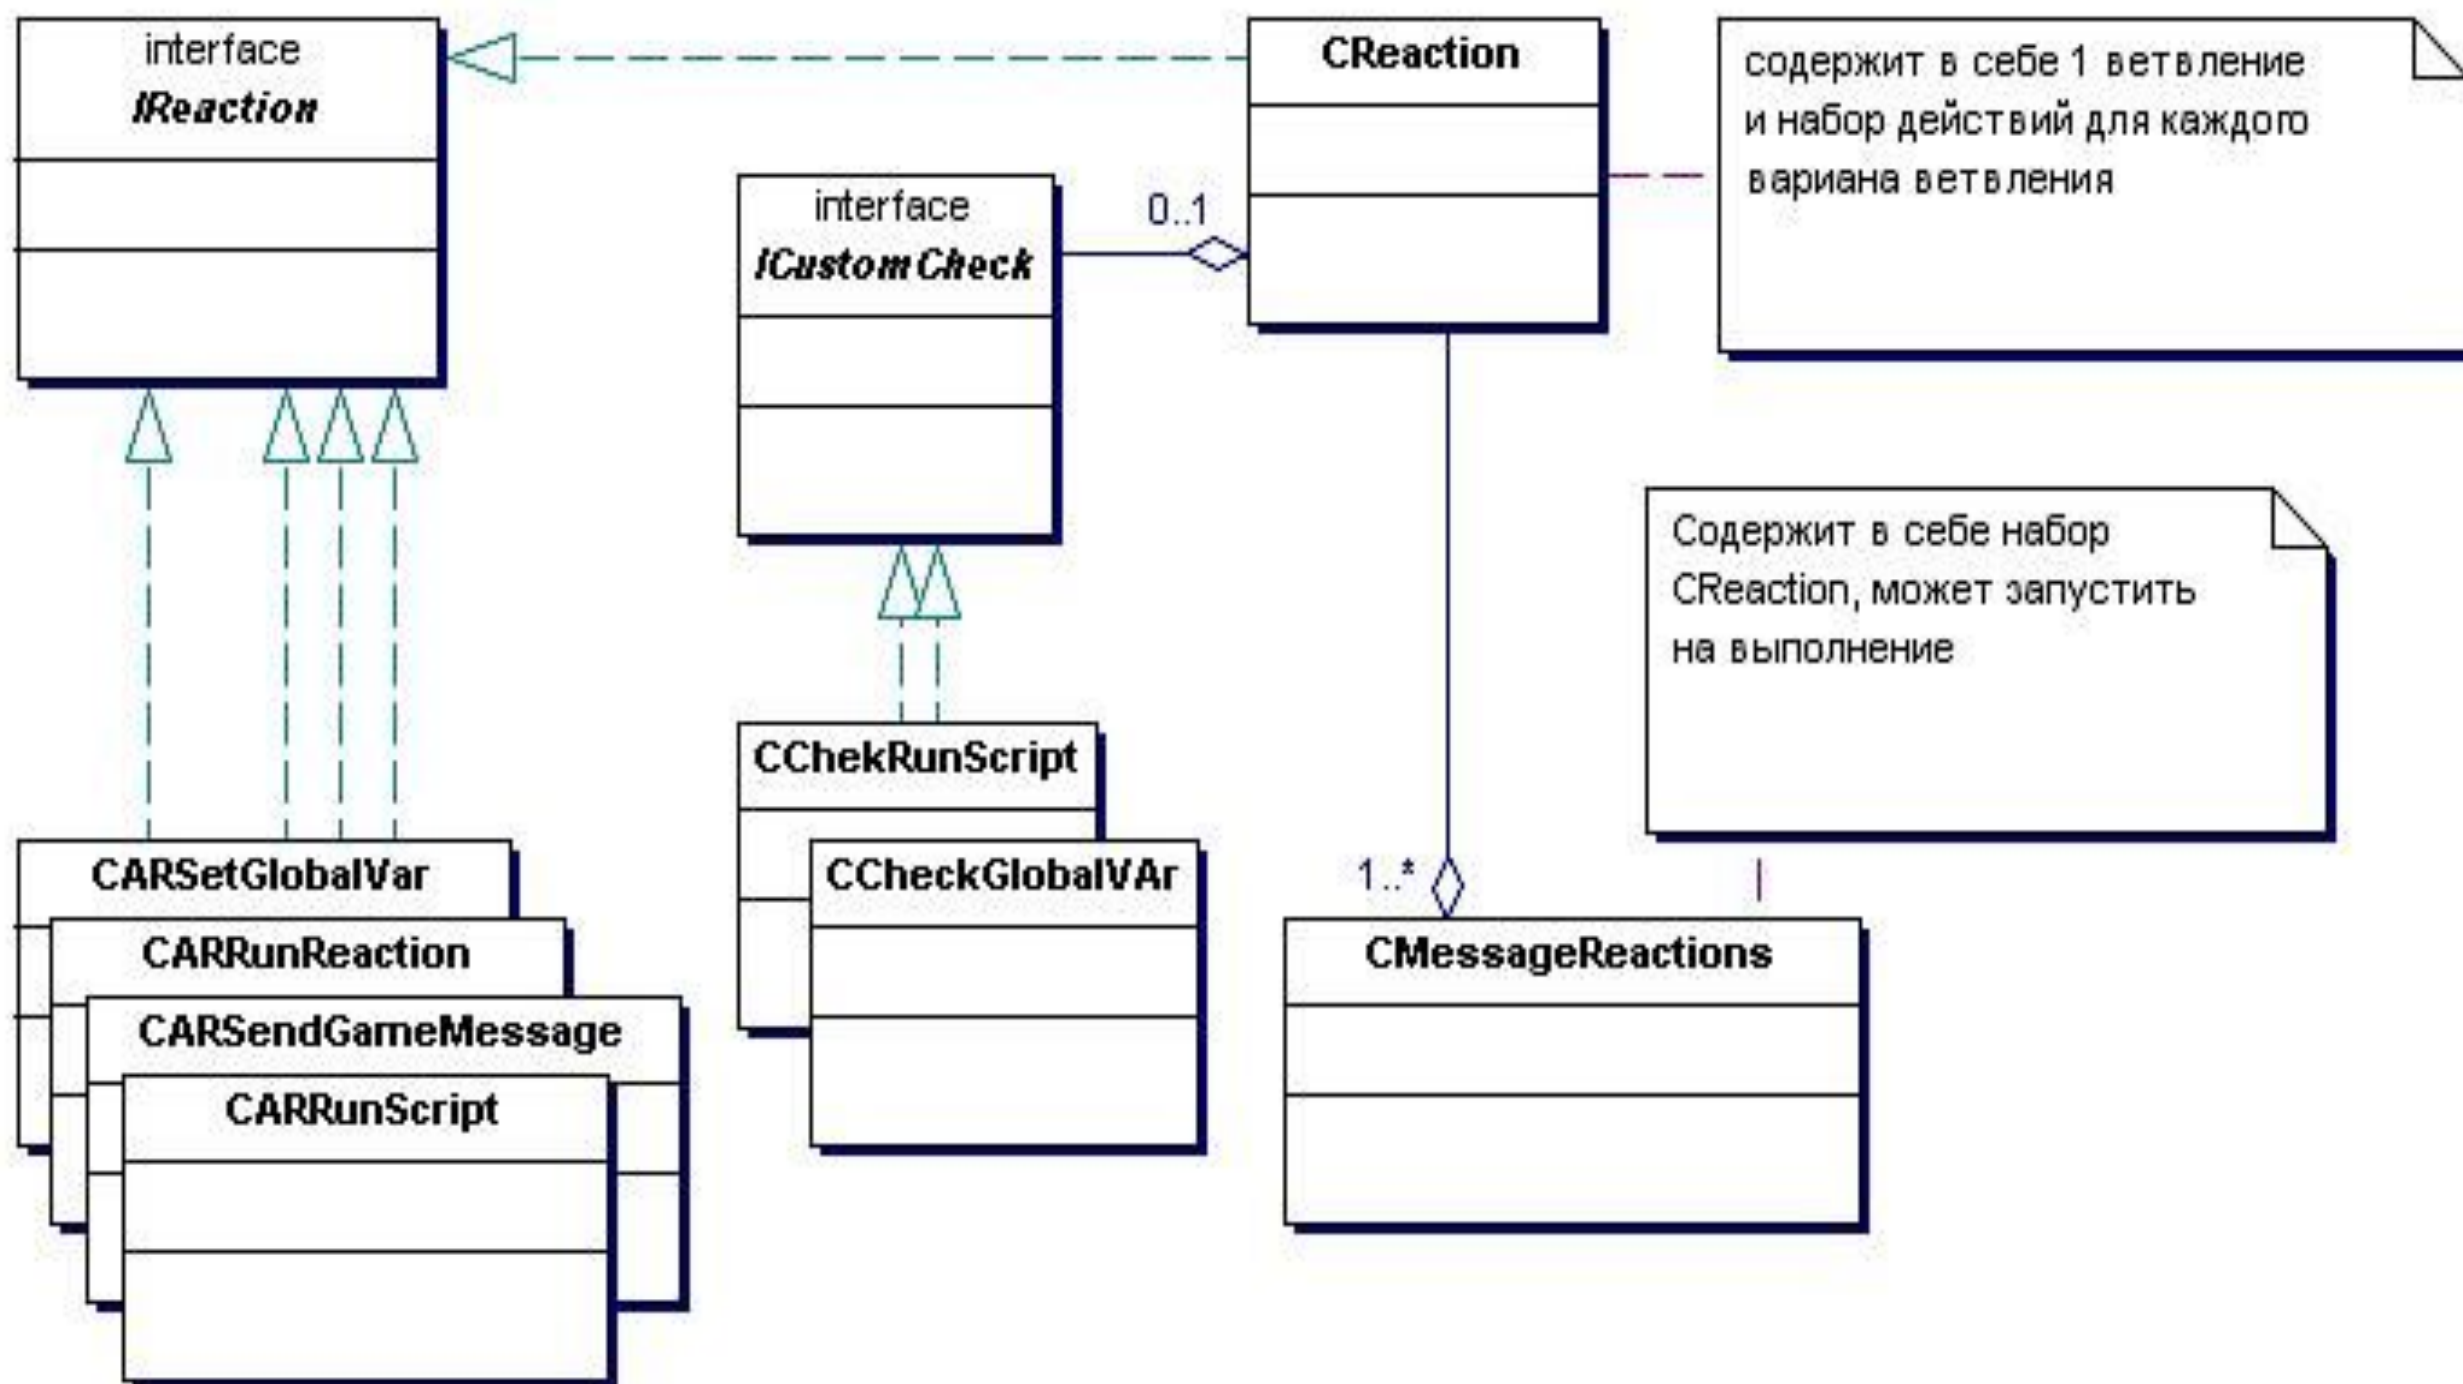 interface
IReaction
CReaction
содержит в себе 1 ветвление
и набор действий для каждого
вариана ветвления
interface
ICustomCheck
0..1
Содержит в себе набор
CReaction, может запустить
на выполнение
CChekRunScript
CCheckGlobalVAr
1..*
CMessageReactions
CARSetGlobalVar
CARRunReaction
CARSendGameMessage
CARRunScript